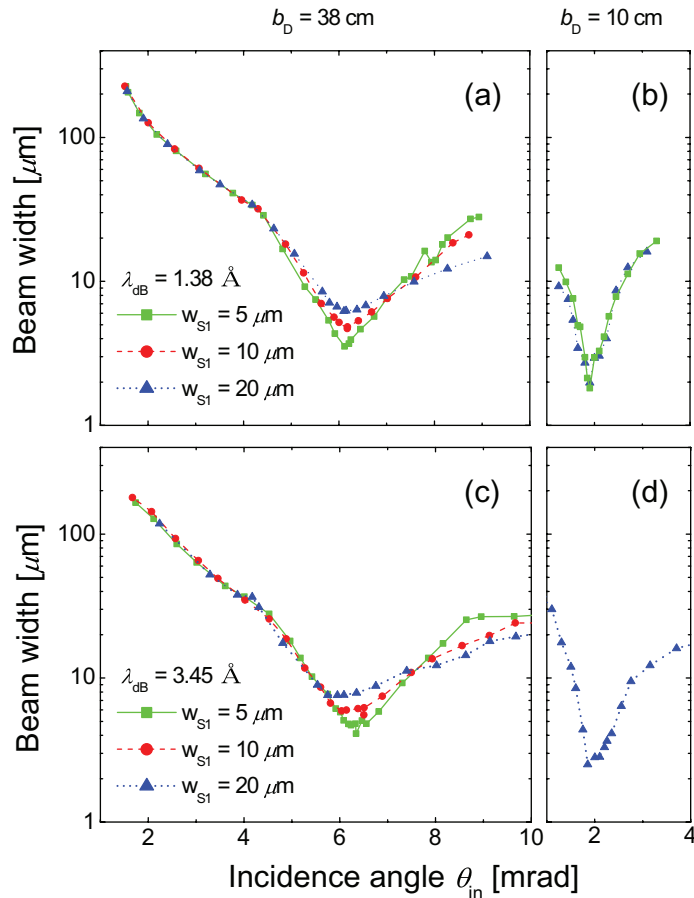 b_D = 38 cm
b_D = 10 cm
(a)
(b)
100
10
1
Beam width [μm]
λ_dB = 1.38 Å
w_S1 = 5 μm
w_S1 = 10 μm
w_S1 = 20 μm
(c)
(d)
100
10
1
Beam width [μm]
λ_dB = 3.45 Å
w_S1 = 5 μm
w_S1 = 10 μm
w_S1 = 20 μm
2 4 6 8 10 2 4
Incidence angle θ_in [mrad]